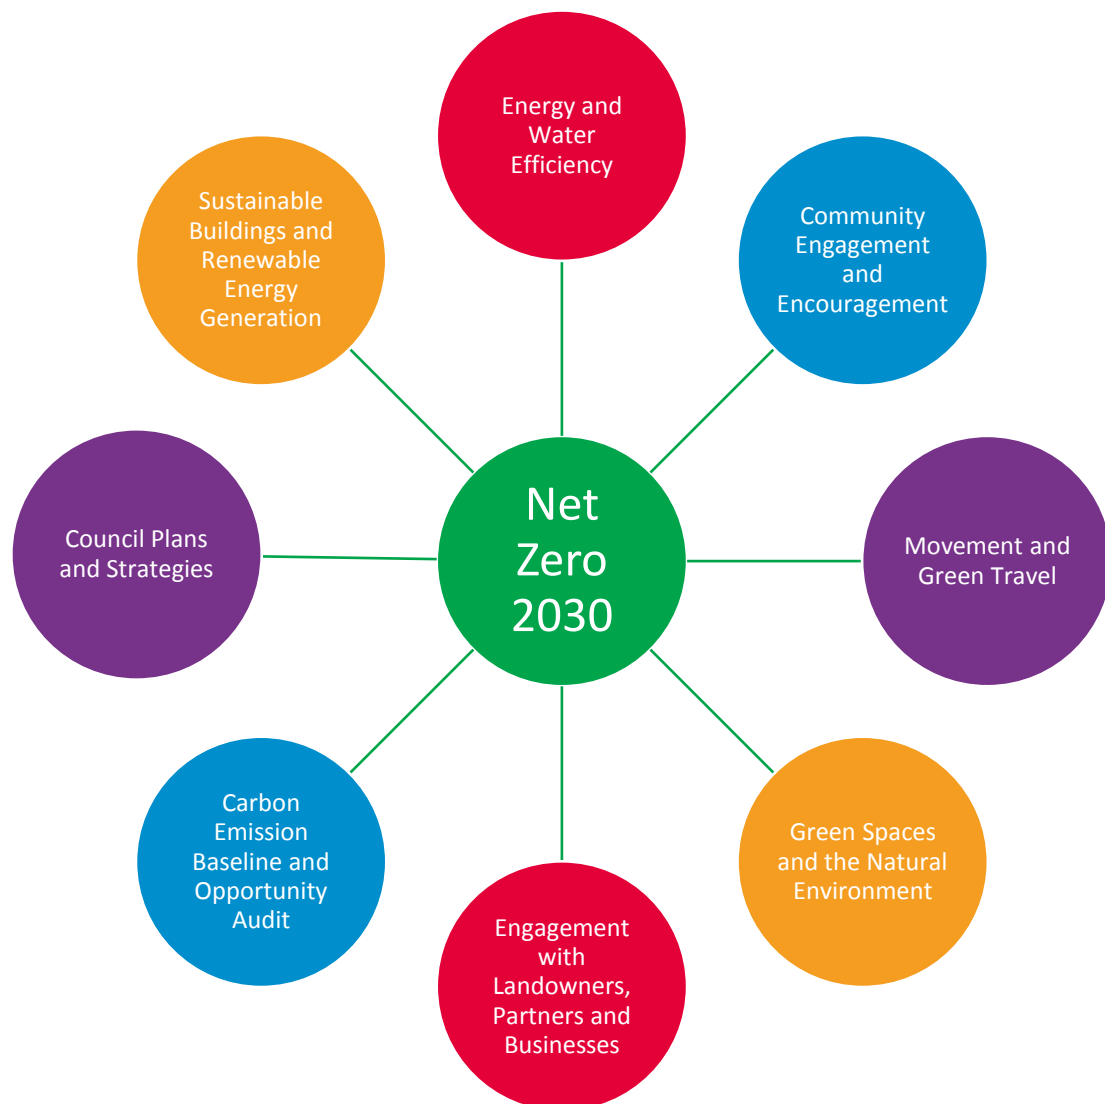 Energy and
Water
Efficiency
Community
Engagement
and
Encouragement
Movement and
Green Travel
Green Spaces
and the Natural
Environment
Engagement
with
Landowners,
Partners and
Businesses
Carbon
Emission
Baseline and
Opportunity
Audit
Council Plans
and Strategies
Sustainable
Buildings and
Renewable
Energy
Generation
Net
Zero
2030